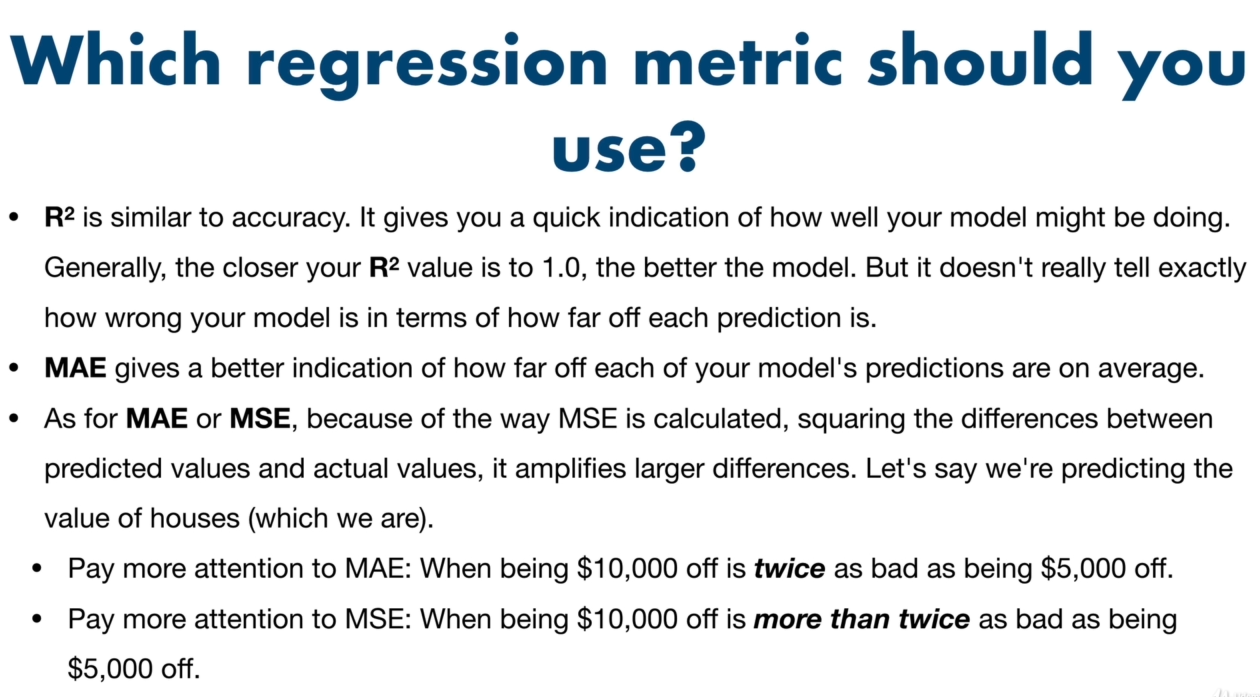 Which regression metric should you
use?
• R² is similar to accuracy. It gives you a quick indication of how well your model might be doing.
Generally, the closer your R² value is to 1.0, the better the model. But it doesn't really tell exactly
how wrong your model is in terms of how far off each prediction is.
• MAE gives a better indication of how far off each of your model's predictions are on average.
• As for MAE or MSE, because of the way MSE is calculated, squaring the differences between
predicted values and actual values, it amplifies larger differences. Let's say we're predicting the
value of houses (which we are).
• Pay more attention to MAE: When being $10,000 off is twice as bad as being $5,000 off.
• Pay more attention to MSE: When being $10,000 off is more than twice as bad as being
$5,000 off.